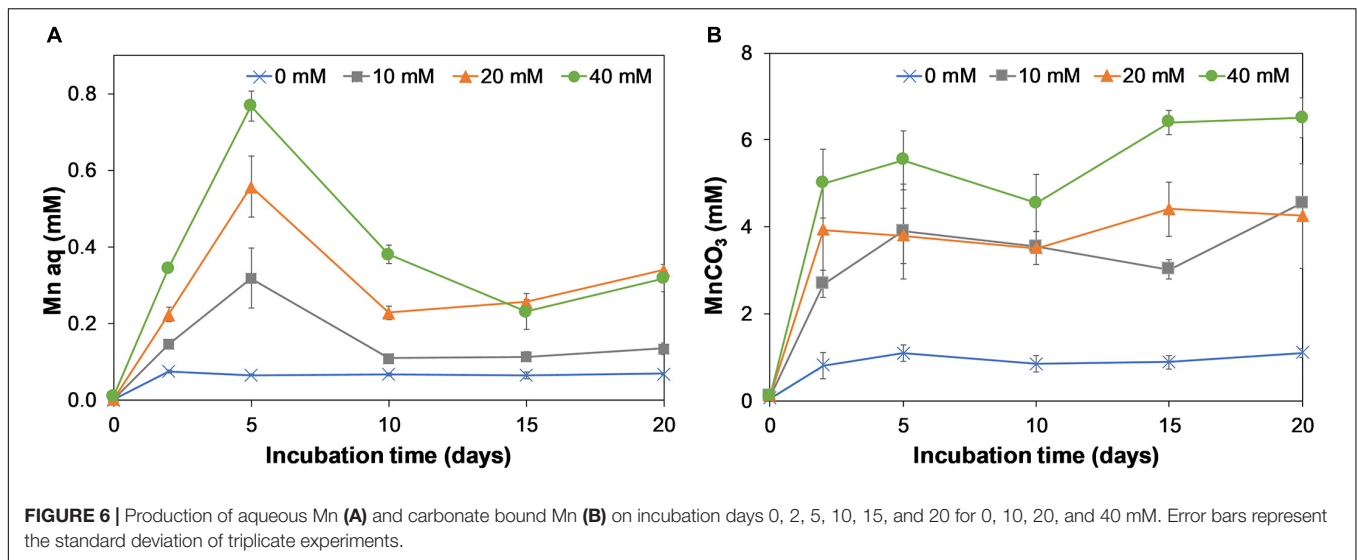 A
0 mM 10 mM 20 mM 40 mM
0.8
0.6
0.4
0.2
0.0
Mn aq (mM)
0 5 10 15 20
Incubation time (days)
B
8
0 mM 10 mM 20 mM 40 mM
6
4
2
0
MnCO₃ (mM)
0 5 10 15 20
Incubation time (days)
FIGURE 6 | Production of aqueous Mn (A) and carbonate bound Mn (B) on incubation days 0, 2, 5, 10, 15, and 20 for 0, 10, 20, and 40 mM. Error bars represent
the standard deviation of triplicate experiments.